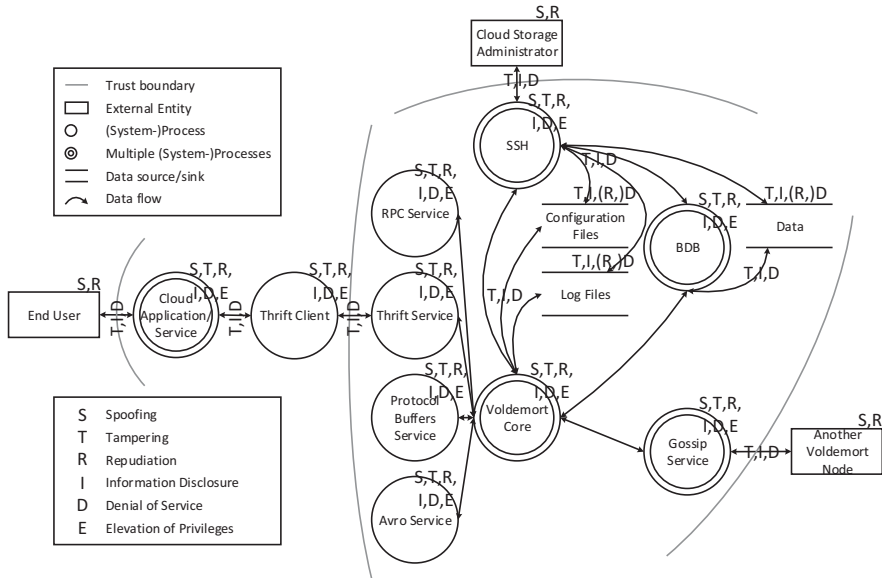 S,R
Cloud Storage
Administrator
T,I,D
Trust boundary
External Entity
(System-)Process
Multiple (System-)Processes
Data source/sink
Data flow
S,T,R,
I,D,E
SSH
T,I,D
S,T,R,
I,D,E
RPC Service
T,I,(R,)D
Configuration
Files
S,T,R,
I,D,E
BDB
T,I,(R,)D
Data
T,I,(R,)D
Log Files
T,I,D
T,I,D
S,R
End User
T,I,D
S,T,R,
I,D,E
Cloud
Application/
Service
T,I,D
S,T,R,
I,D,E
Thrift Client
T,I,D
S,T,R,
I,D,E
Thrift Service
S,T,R,
I,D,E
Protocol
Buffers
Service
S,T,R,
I,D,E
Voldemort
Core
S,T,R,
I,D,E
Gossip
Service
T,I,D
S,R
Another
Voldemort
Node
S,T,R,
I,D,E
Avro Service
S Spoofing
T Tampering
R Repudiation
I Information Disclosure
D Denial of Service
E Elevation of Privileges